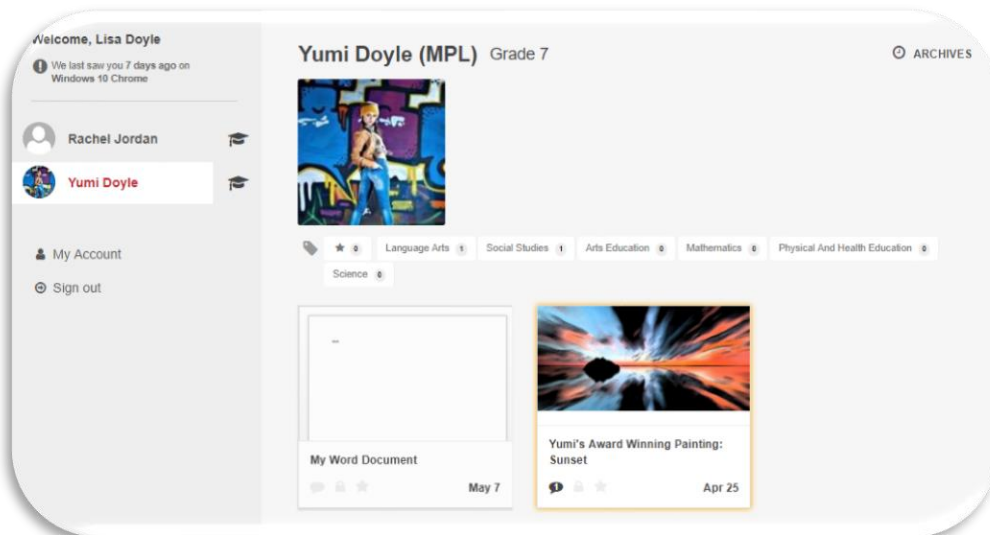 Welcome, Lisa Doyle
We last saw you 7 days ago on
Windows 10 Chrome
Rachel Jordan
Yumi Doyle
My Account
Sign out
Yumi Doyle (MPL) Grade 7
ARCHIVES
0 Language Arts 1 Social Studies 1 Arts Education 0 Mathematics 0 Physical And Health Education 0
Science 0
My Word Document
May 7
Yumi's Award Winning Painting:
Sunset
1 Apr 25